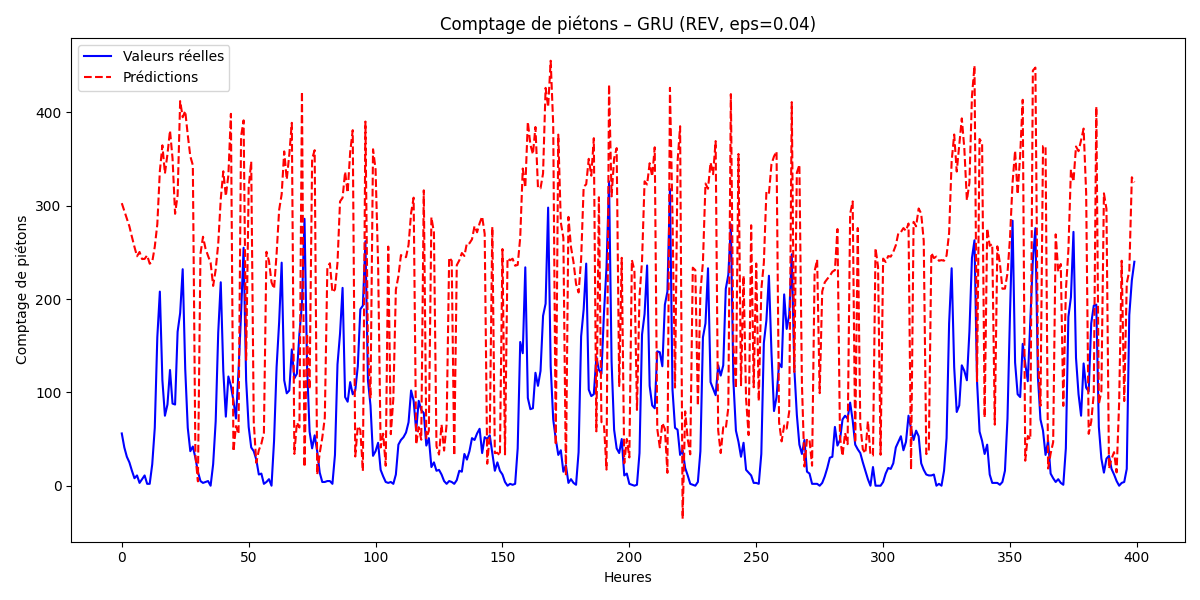 Comptage de piétons – GRU (REV, eps=0.04)
Valeurs réelles
Prédictions
Comptage de piétons
400
300
200
100
0
0 50 100 150 200 250 300 350 400
Heures